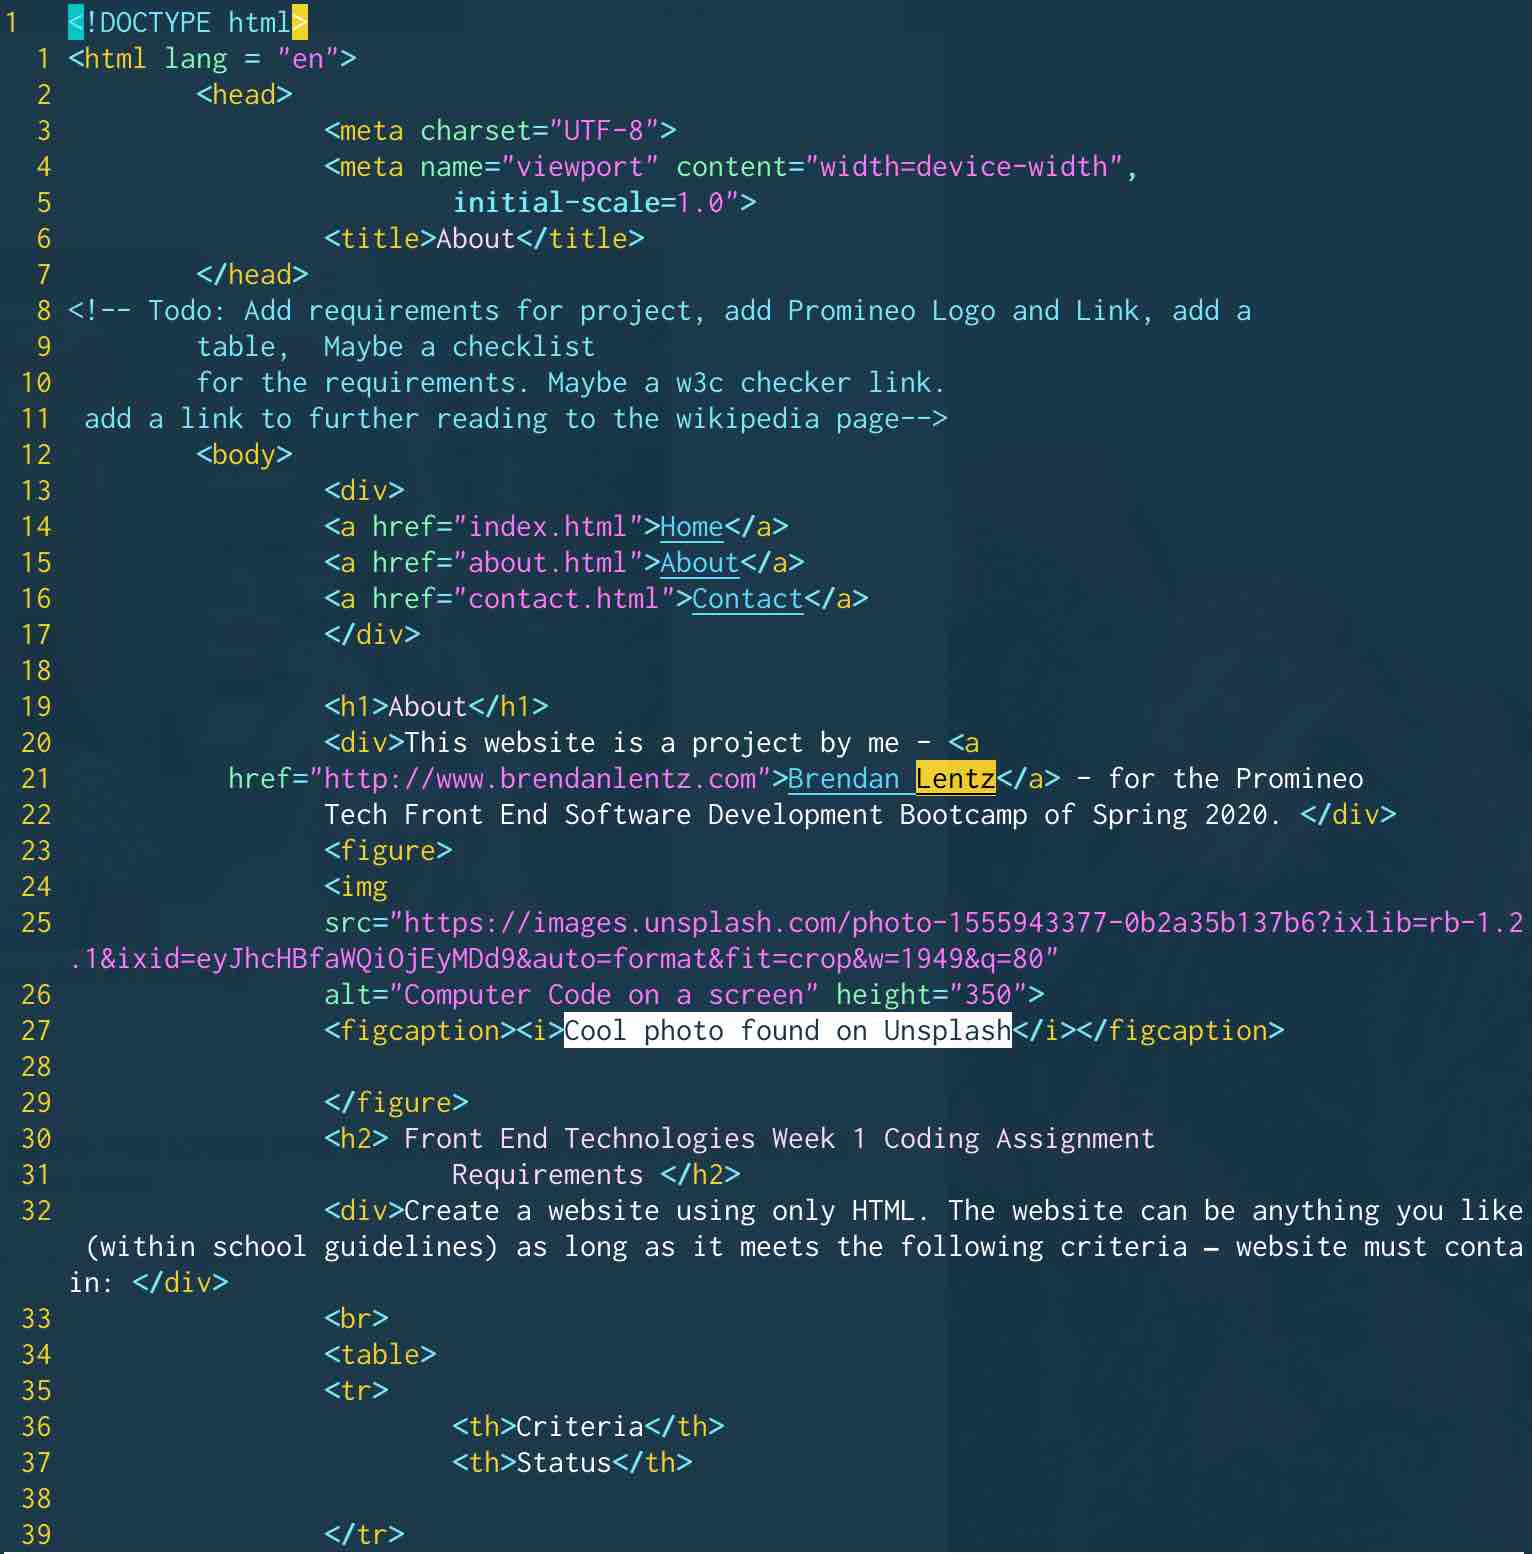 1 <!DOCTYPE html>
1 <html lang = "en">
2 <head>
3 <meta charset="UTF-8">
4 <meta name="viewport" content="width=device-width",
5 initial-scale=1.0">
6 <title>About</title>
7 </head>
8 <!-- Todo: Add requirements for project, add Promineo Logo and Link, add a
9 table,  Maybe a checklist
10 for the requirements. Maybe a w3c checker link.
11 add a link to further reading to the wikipedia page-->
12 <body>
13 <div>
14 <a href="index.html">Home</a>
15 <a href="about.html">About</a>
16 <a href="contact.html">Contact</a>
17 </div>
18
19 <h1>About</h1>
20 <div>This website is a project by me - <a
21 href="http://www.brendanlentz.com">Brendan Lentz</a> - for the Promineo
22 Tech Front End Software Development Bootcamp of Spring 2020. </div>
23 <figure>
24 <img
25 src="https://images.unsplash.com/photo-1555943377-0b2a35b137b6?ixlib=rb-1.2
.1&ixid=eyJhcHBfaWQiOjEyMDd9&auto=format&fit=crop&w=1949&q=80"
26 alt="Computer Code on a screen" height="350">
27 <figcaption><i>Cool photo found on Unsplash</i></figcaption>
28
29 </figure>
30 <h2> Front End Technologies Week 1 Coding Assignment
31 Requirements </h2>
32 <div>Create a website using only HTML. The website can be anything you like
(within school guidelines) as long as it meets the following criteria – website must conta
in: </div>
33 <br>
34 <table>
35 <tr>
36 <th>Criteria</th>
37 <th>Status</th>
38
39 </tr>